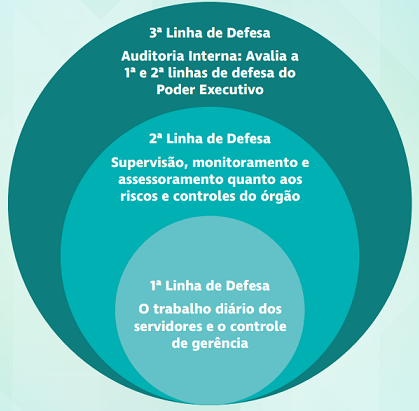 3ª Linha de Defesa
Auditoria Interna: Avalia a
1ª e 2ª linhas de defesa do
Poder Executivo
2ª Linha de Defesa
Supervisão, monitoramento e
assessoramento quanto aos
riscos e controles do órgão
1ª Linha de Defesa
O trabalho diário dos
servidores e o controle
de gerência